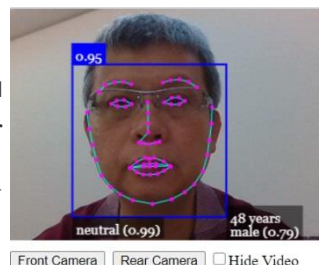 0.95
48 years
neutral (0.99) male (0.79)
Front Camera Rear Camera Hide Video